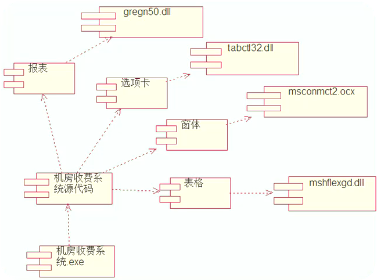 gregn50.dll
tabctl32.dll
报表
选项卡
msconmct2.ocx
窗体
机房收费系
统源代码
表格
mshflexgd.dll
机房收费系
统.exe